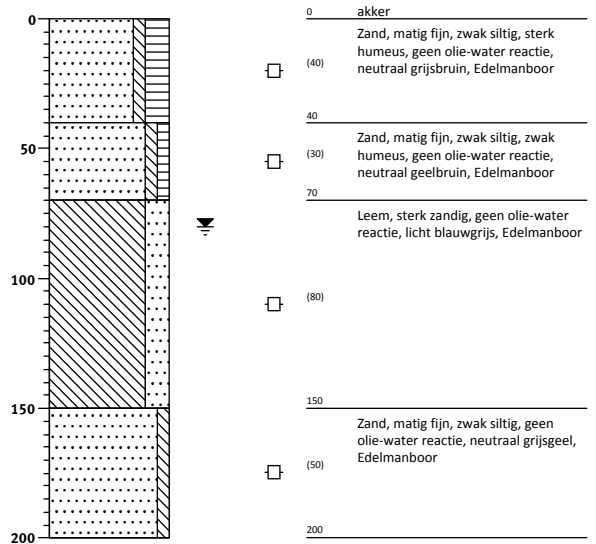 0
50
100
150
200
0 akker
(40)
Zand, matig fijn, zwak siltig, sterk
humeus, geen olie-water reactie,
neutraal grijsbruin, Edelmanboor
40
(30)
Zand, matig fijn, zwak siltig, zwak
humeus, geen olie-water reactie,
neutraal geelbruin, Edelmanboor
70
Leem, sterk zandig, geen olie-water
reactie, licht blauwgrijs, Edelmanboor
(80)
150
Zand, matig fijn, zwak siltig, geen
olie-water reactie, neutraal grijsgeel,
Edelmanboor
(50)
200